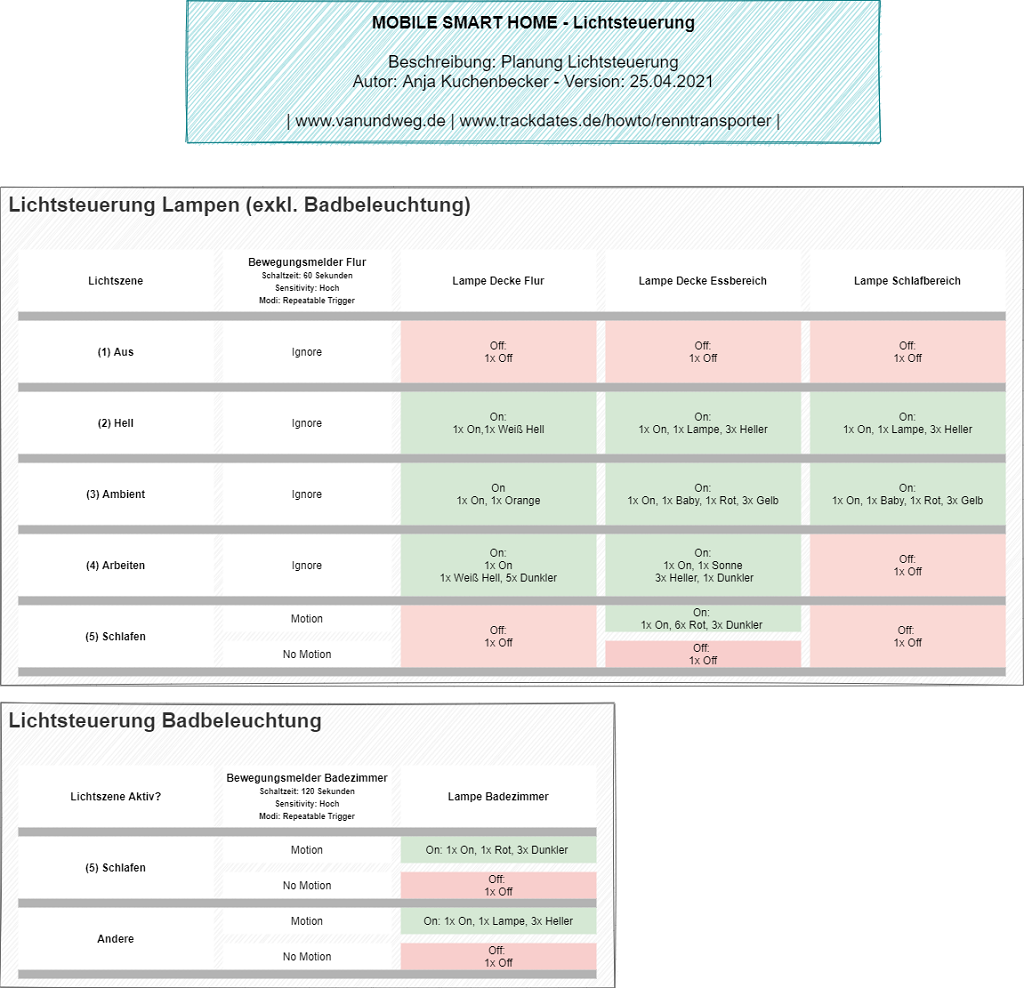 MOBILE SMART HOME - Lichtsteuerung
Beschreibung: Planung Lichtsteuerung
Autor: Anja Kuchenbecker - Version: 25.04.2021
| www.vanundweg.de | www.trackdates.de/howto/renntransporter |
Lichtsteuerung Lampen (exkl. Badbeleuchtung)
Lichtszene
Bewegungsmelder Flur
Schaltzeit: 60 Sekunden
Sensitivity: Hoch
Modi: Repeatable Trigger
Lampe Decke Flur
Lampe Decke Essbereich
Lampe Schlafbereich
(1) Aus
Ignore
Off:
1x Off
Off:
1x Off
Off:
1x Off
(2) Hell
Ignore
On:
1x On,1x Weiß Hell
On:
1x On, 1x Lampe, 3x Heller
On:
1x On, 1x Lampe, 3x Heller
(3) Ambient
Ignore
On
1x On, 1x Orange
On:
1x On, 1x Baby, 1x Rot, 3x Gelb
On:
1x On, 1x Baby, 1x Rot, 3x Gelb
(4) Arbeiten
Ignore
On:
1x On
1x Weiß Hell, 5x Dunkler
On:
1x On, 1x Sonne
3x Heller, 1x Dunkler
Off:
1x Off
(5) Schlafen
Motion
No Motion
Off:
1x Off
On:
1x On, 6x Rot, 3x Dunkler
Off:
1x Off
Off:
1x Off
Lichtsteuerung Badbeleuchtung
Lichtszene Aktiv?
Bewegungsmelder Badezimmer
Schaltzeit: 120 Sekunden
Sensitivity: Hoch
Modi: Repeatable Trigger
Lampe Badezimmer
(5) Schlafen
Motion
On: 1x On, 1x Rot, 3x Dunkler
No Motion
Off:
1x Off
Andere
Motion
On: 1x On, 1x Lampe, 3x Heller
No Motion
Off:
1x Off